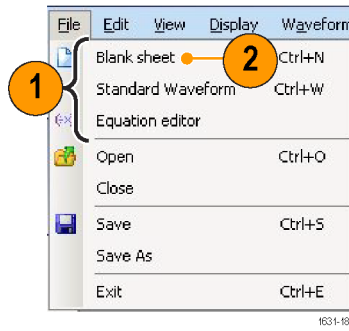 File Edit View Display Waveform
Blank sheet 2 Ctrl+N
1 Standard Waveform Ctrl+W
Equation editor
Open Ctrl+O
Close
Save Ctrl+S
Save As
Exit Ctrl+E
1631-18